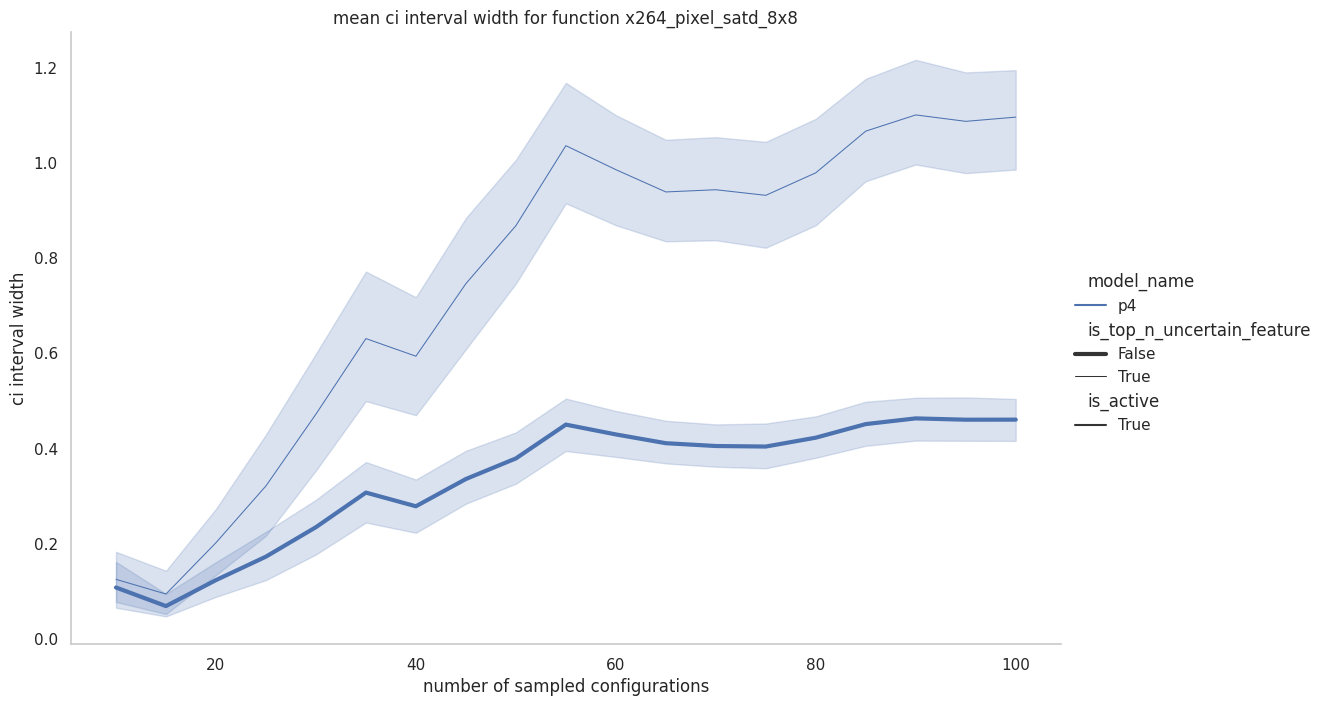 mean ci interval width for function x264_pixel_satd_8x8
ci interval width
1.2
1.0
0.8
0.6
0.4
0.2
0.0
20 40 60 80 100
number of sampled configurations
model_name
p4
is_top_n_uncertain_feature
False
True
is_active
True